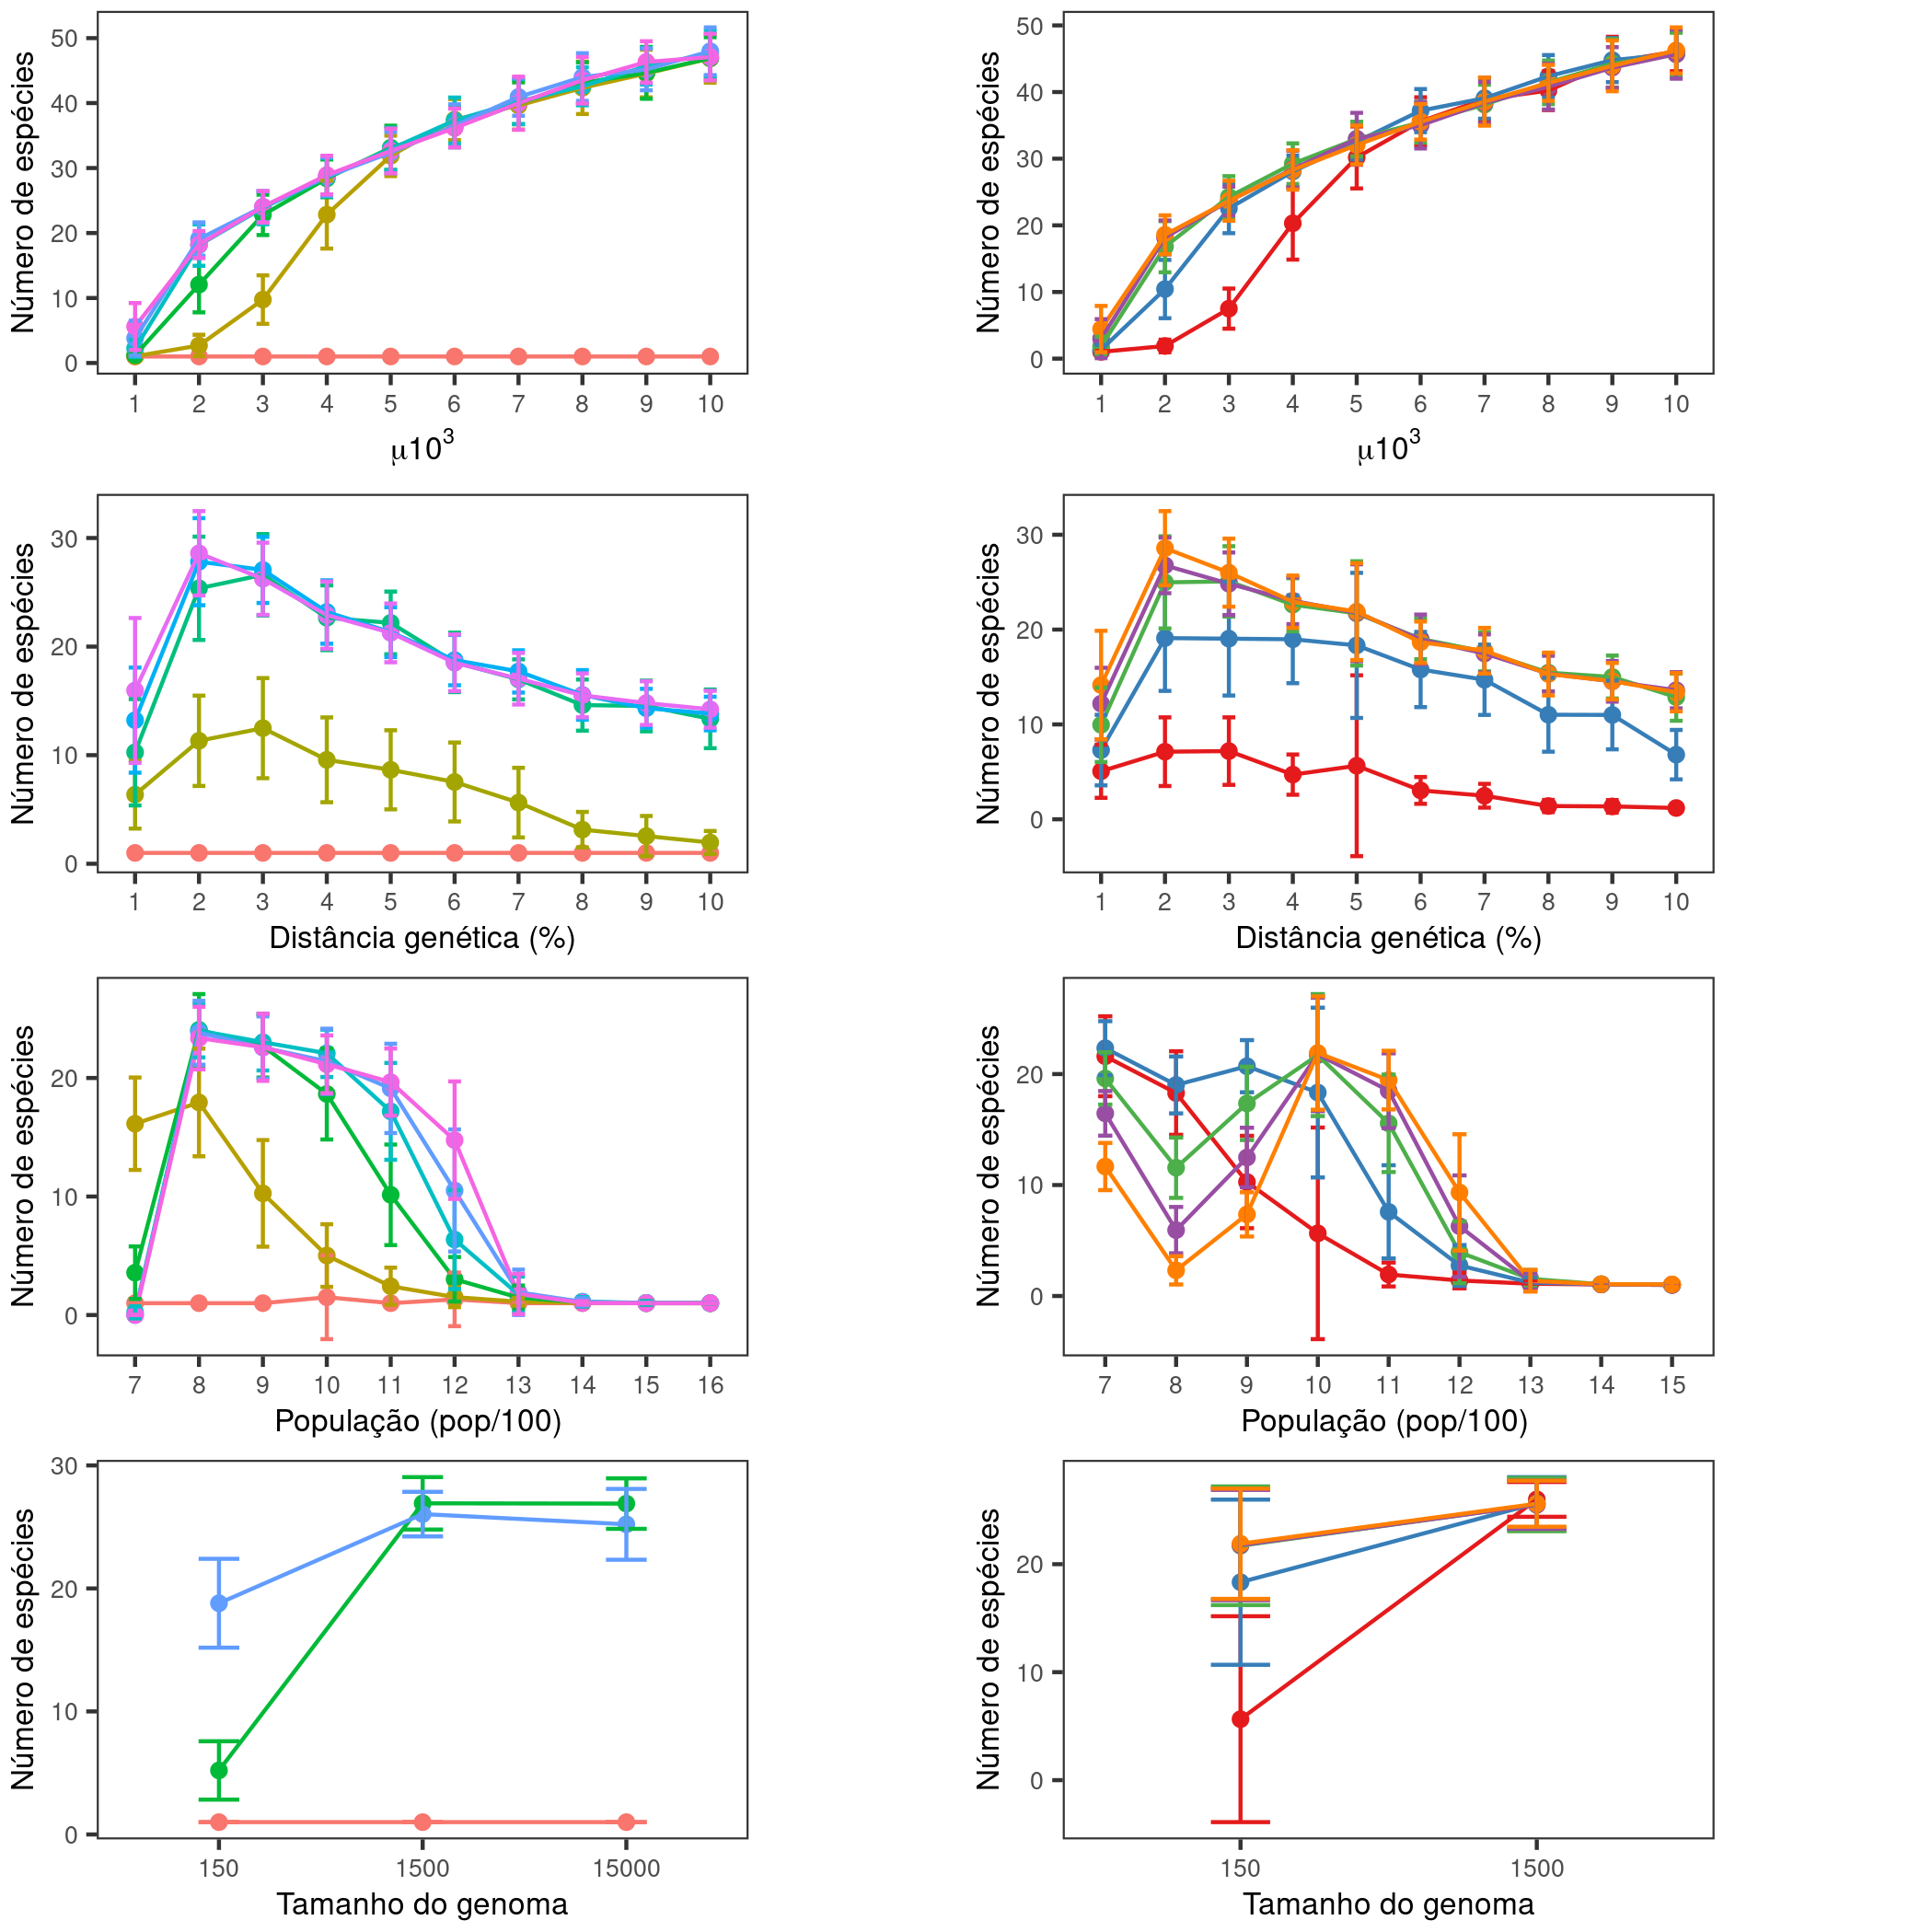 Número de espécies
50
40
30
20
10
0
1 2 3 4 5 6 7 8 9 10
μ10³
Número de espécies
50
40
30
20
10
0
1 2 3 4 5 6 7 8 9 10
μ10³
Número de espécies
30
20
10
0
1 2 3 4 5 6 7 8 9 10
Distância genética (%)
Número de espécies
30
20
10
0
1 2 3 4 5 6 7 8 9 10
Distância genética (%)
Número de espécies
20
10
0
7 8 9 10 11 12 13 14 15 16
População (pop/100)
Número de espécies
20
10
0
7 8 9 10 11 12 13 14 15
População (pop/100)
Número de espécies
30
20
10
0
150 1500 15000
Tamanho do genoma
Número de espécies
20
10
0
150 1500
Tamanho do genoma